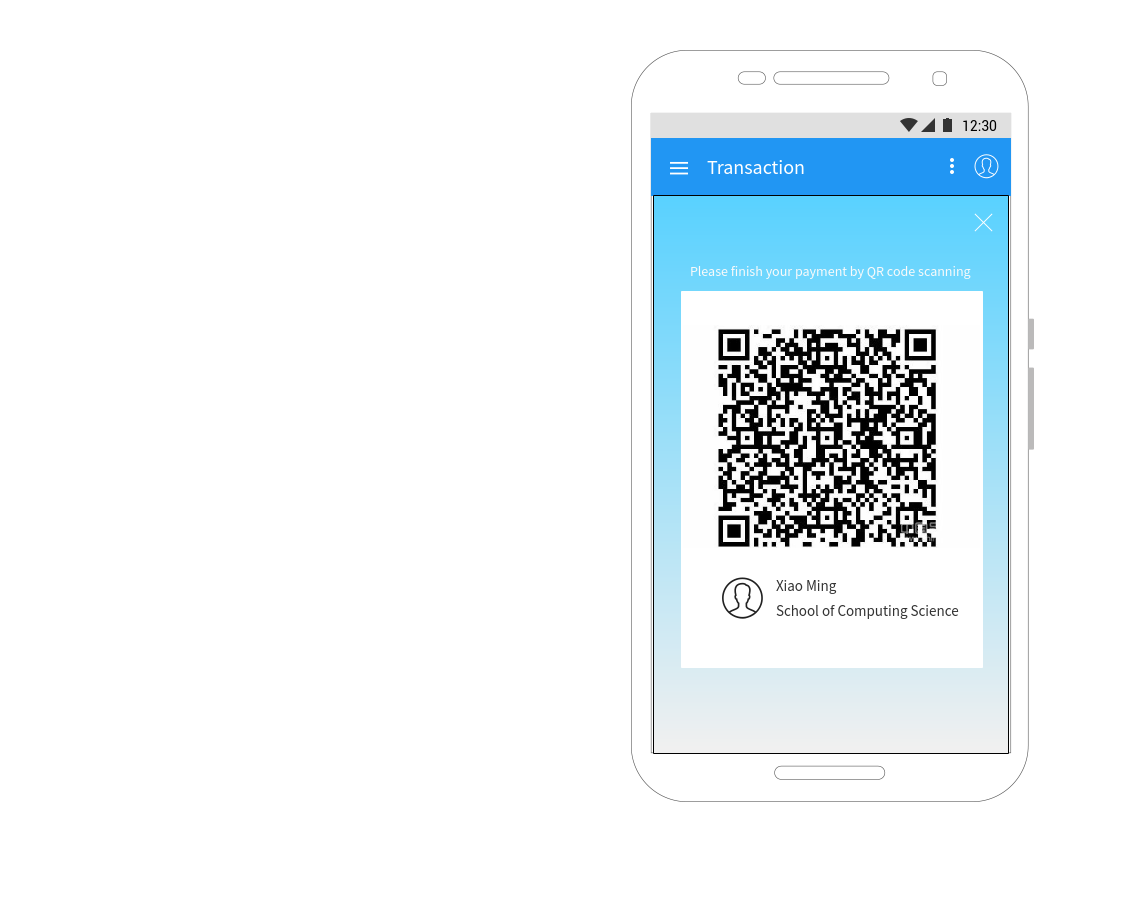 12:30
Transaction
Please finish your payment by QR code scanning
Xiao Ming
School of Computing Science